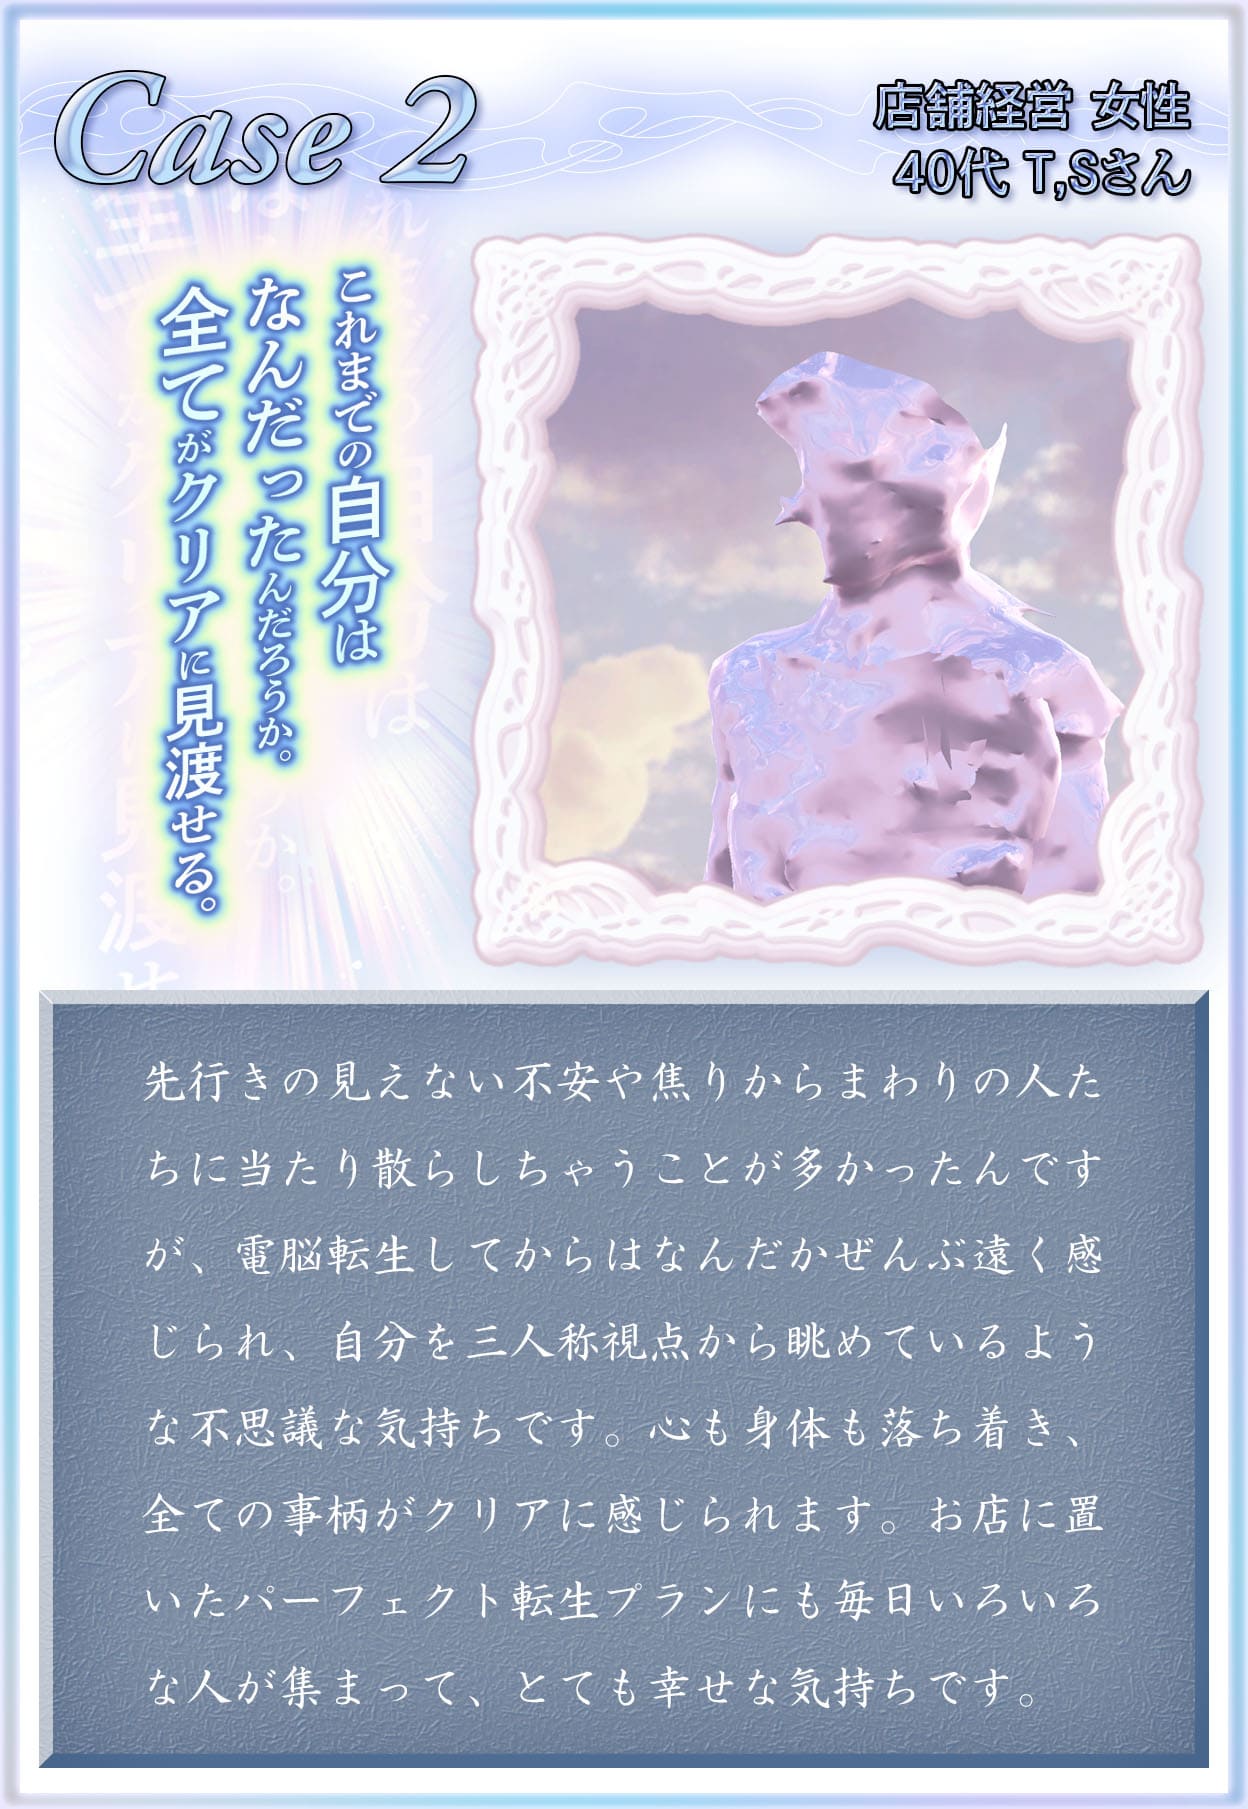 Case 2
店舗経営 女性
40代 T,Sさん
これまでの自分は
なんだったんだろうか。
全てがクリアに見渡せる。
先行きの見えない不安や焦りからまわりの人た
ちに当たり散らしちゃうことが多かったんです
が、電脳転生してからはなんだかぜんぶ遠く感
じられ、自分を三人称視点から眺めているよう
な不思議な気持ちです。心も身体も落ち着き、
全ての事柄がクリアに感じられます。お店に置
いたパーフェクト転生プランにも毎日いろいろ
な人が集まって、とても幸せな気持ちです。